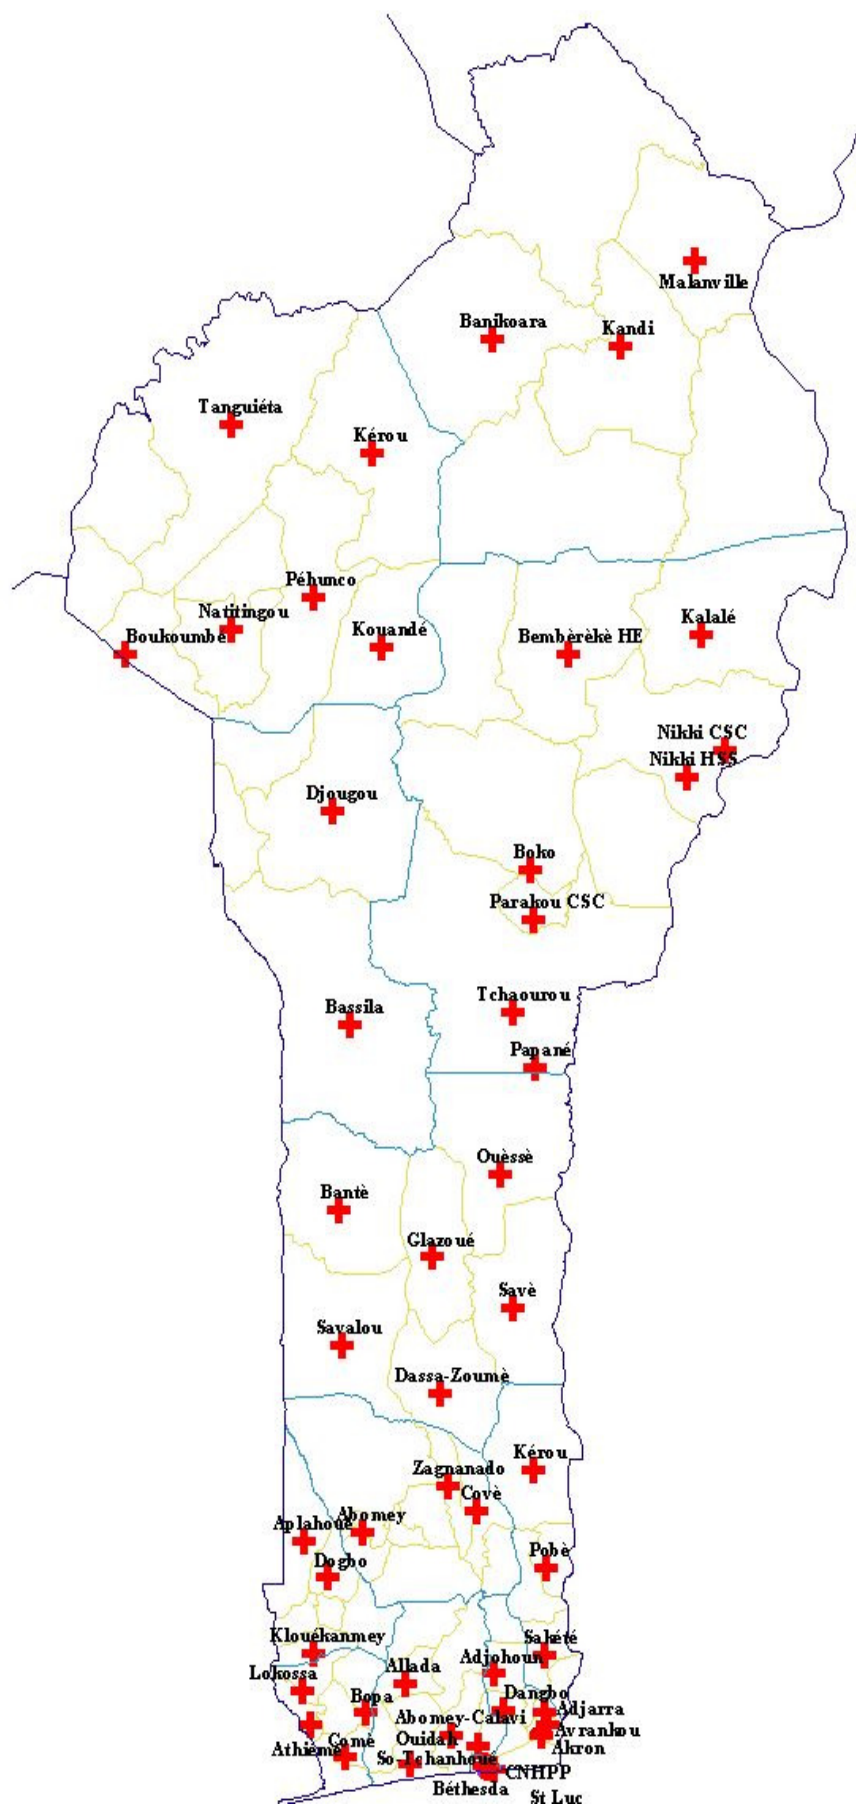 Malanville
Banikoara
Kandi
Tanguiéta
Kérou
Péhunco
Natitingou
Boukoumbé
Kouandé
Bembèrèkè HE
Kalalé
Nikki CSC
Nikki HSS
Djougou
Boko
Parakou CSC
Bassila
Tchaourou
Papané
Ouèssè
Bantè
Glazoué
Savè
Savalou
Dassa-Zoumè
Kérou
Zagnanado
Covè
Aplahoué
Abomey
Dogbo
Pobè
Klouékanmey
Sakété
Adjohoun
Lokossa
Allada
Bopa
Dangbo
Adjarra
Abomey-Calavi
Avrankou
Athiémé
Comé
Ouidah
Akron
So-Tchanhoué
CNHPP
Béthesda
St Luc